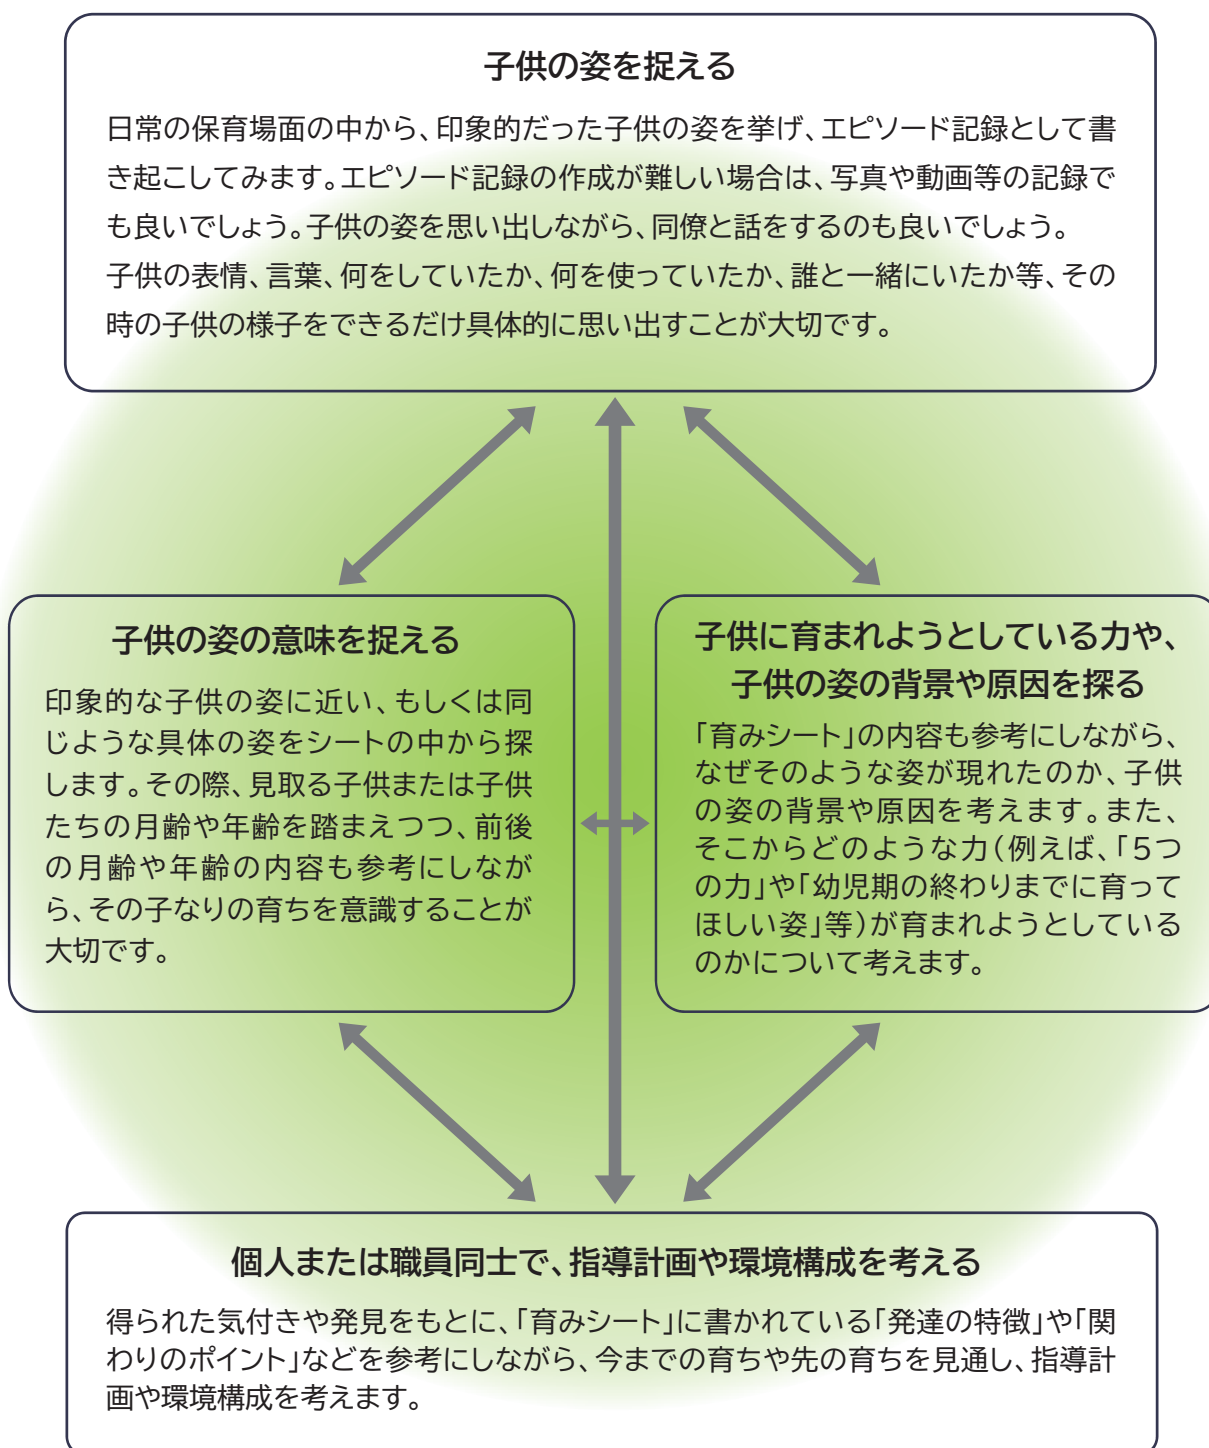 子供の姿を捉える
日常の保育場面の中から、印象的だった子供の姿を挙げ、エピソード記録として書
き起こしてみます。エピソード記録の作成が難しい場合は、写真や動画等の記録で
も良いでしょう。子供の姿を思い出しながら、同僚と話をするのも良いでしょう。
子供の表情、言葉、何をしていたか、何を使っていたか、誰と一緒にいたか等、その
時の子供の様子をできるだけ具体的に思い出すことが大切です。
子供の姿の意味を捉える
印象的な子供の姿に近い、もしくは同
じような具体の姿をシートの中から探
します。その際、見取る子供または子供
たちの月齢や年齢を踏まえつつ、前後
の月齢や年齢の内容も参考にしなが
ら、その子なりの育ちを意識することが
大切です。
子供に育まれようとしている力や、
子供の姿の背景や原因を探る
「育みシート」の内容も参考にしながら、
なぜそのような姿が現れたのか、子供
の姿の背景や原因を考えます。また、
そこからどのような力（例えば、「5つ
の力」や「幼児期の終わりまでに育って
ほしい姿」等）が育まれようとしている
のかについて考えます。
個人または職員同士で、指導計画や環境構成を考える
得られた気付きや発見をもとに、「育みシート」に書かれている「発達の特徴」や「関
わりのポイント」などを参考にしながら、今までの育ちや先の育ちを見通し、指導計
画や環境構成を考えます。